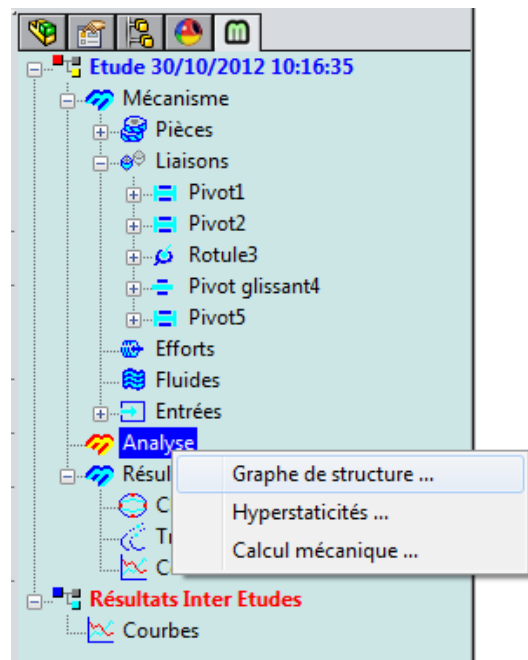 Etude 30/10/2012 10:16:35
Mécanisme
Pièces
Liaisons
Pivot1
Pivot2
Rotule3
Pivot glissant4
Pivot5
Efforts
Fluides
Entrées
Analyse
Graphe de structure ...
Hyperstaticités ...
Calcul mécanique ...
Résultats Inter Etudes
Courbes